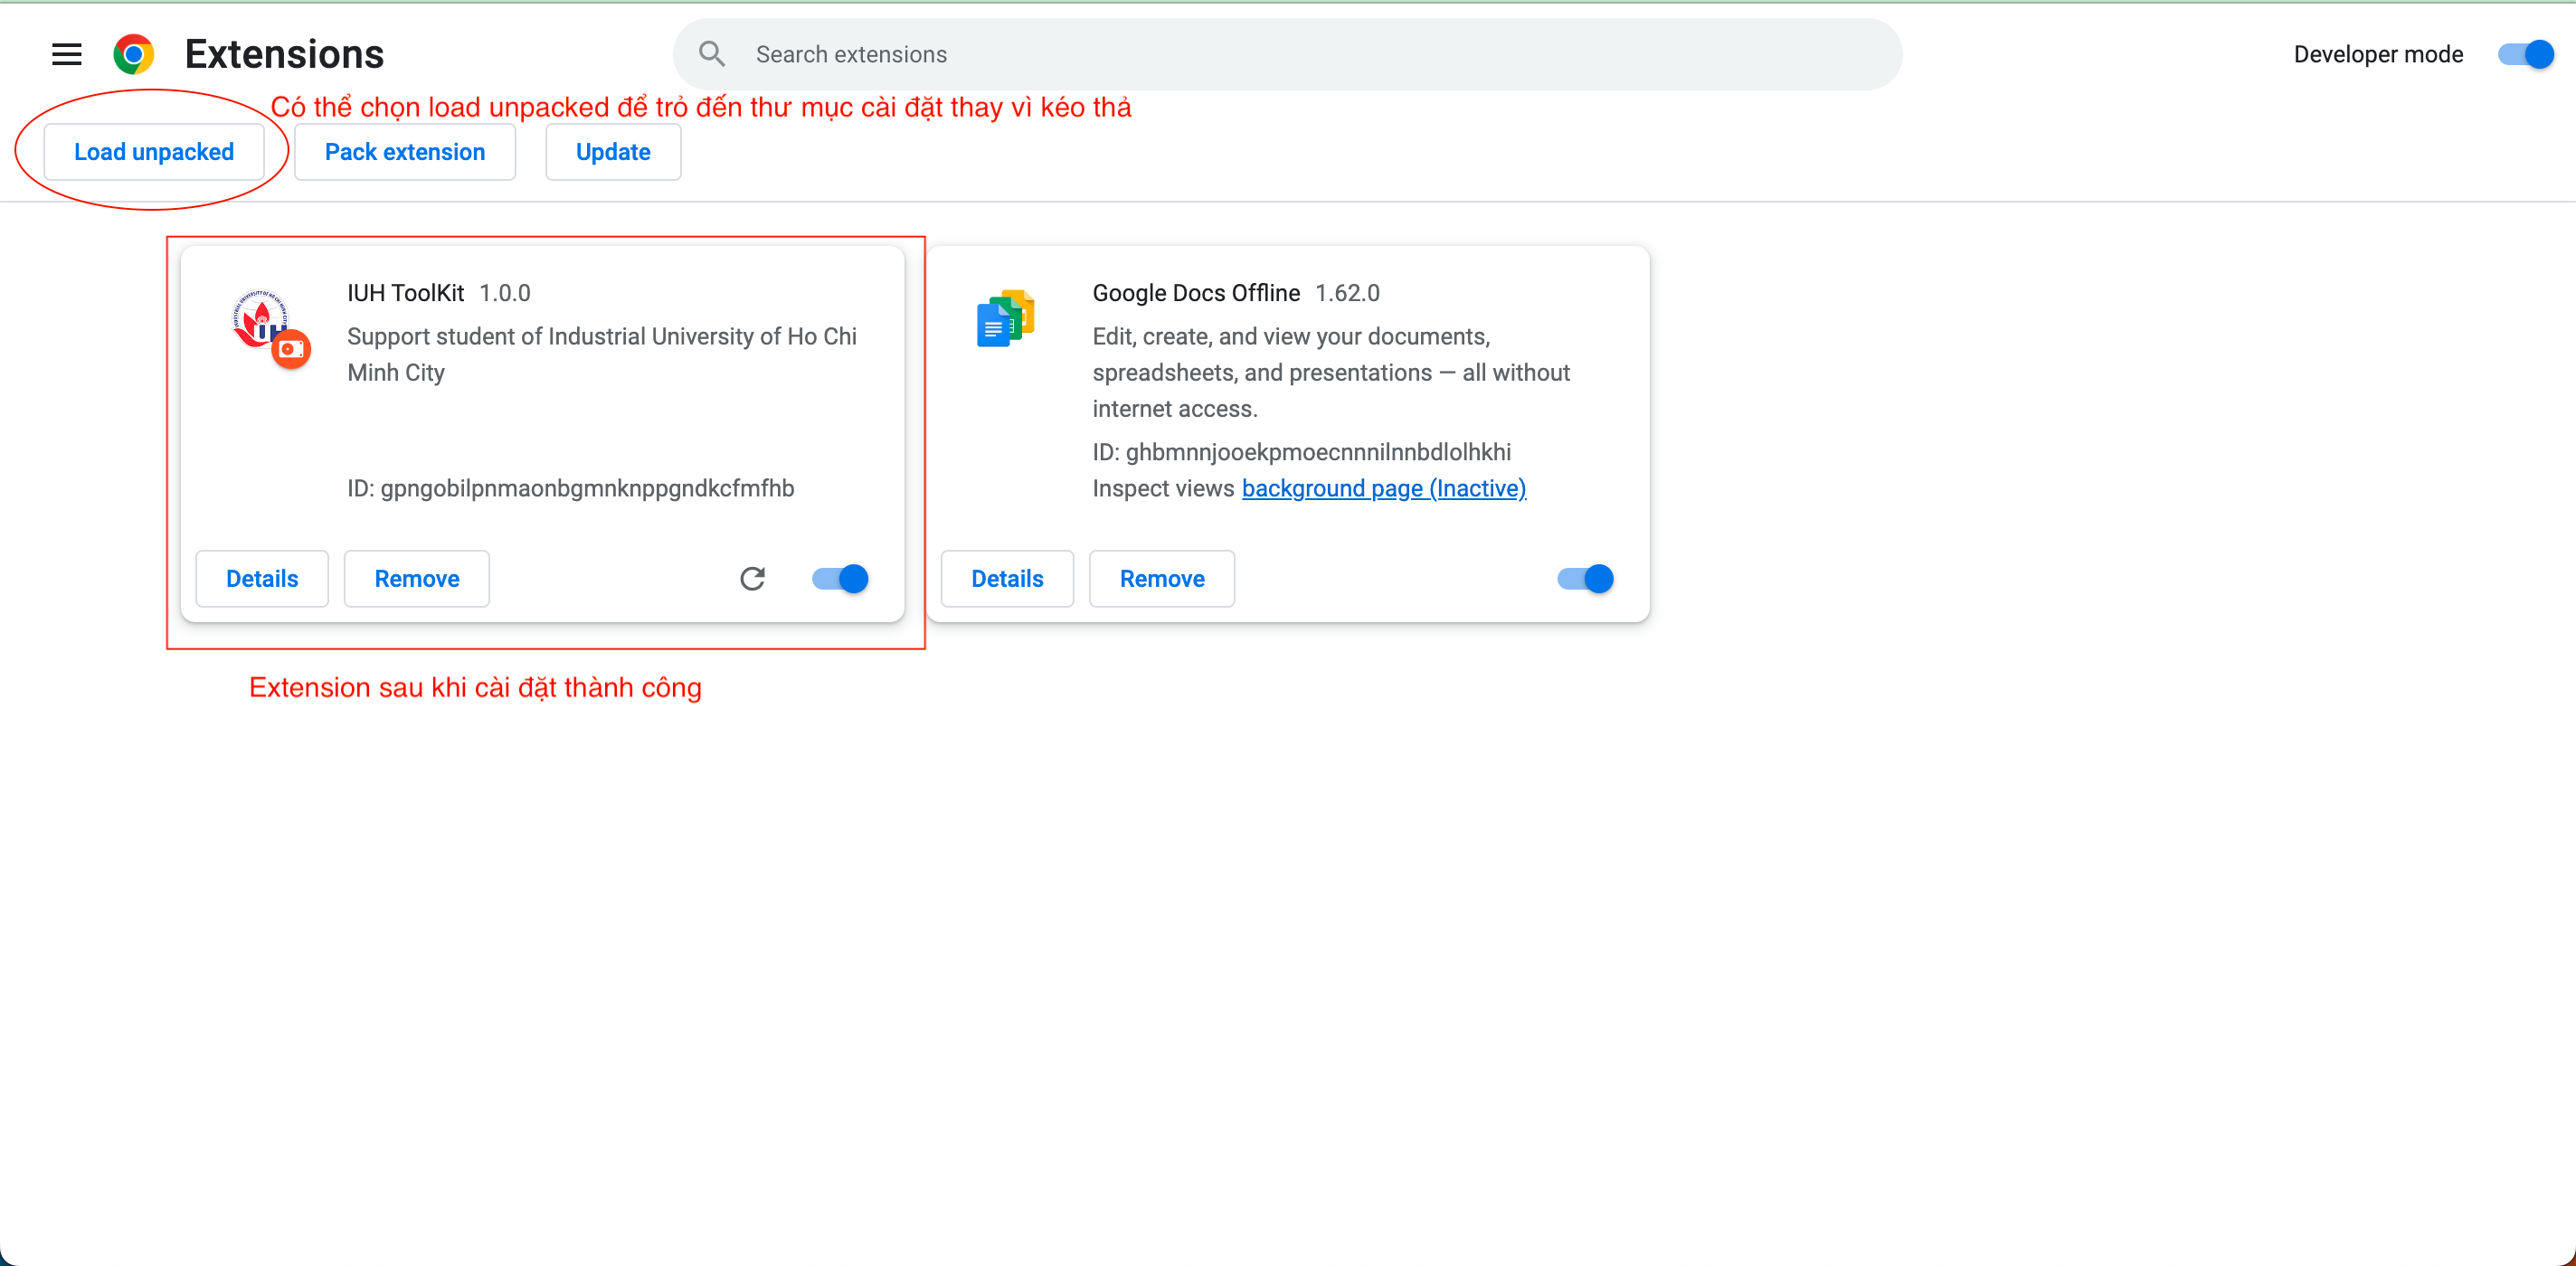 Extensions
Search extensions
Developer mode
Có thể chọn load unpacked để trỏ đến thư mục cài đặt thay vì kéo thả
Load unpacked
Pack extension
Update
IUH ToolKit 1.0.0
Support student of Industrial University of Ho Chi
Minh City
ID: gpngobilpnmaonbgmnknppgndkcfmfhb
Details
Remove
Google Docs Offline 1.62.0
Edit, create, and view your documents,
spreadsheets, and presentations — all without
internet access.
ID: ghbmnnjooekpmoecnnnilnnbdlolhkhi
Inspect views background page (Inactive)
Details
Remove
Extension sau khi cài đặt thành công